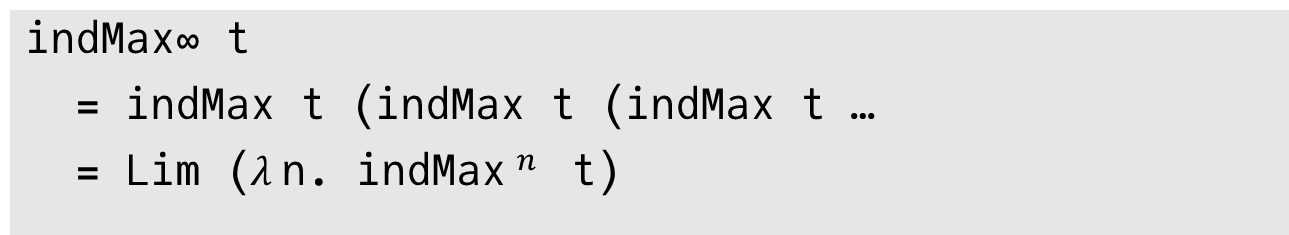 indMax∞ t
= indMax t (indMax t (indMax t …
= Lim (λn. indMaxⁿ t)